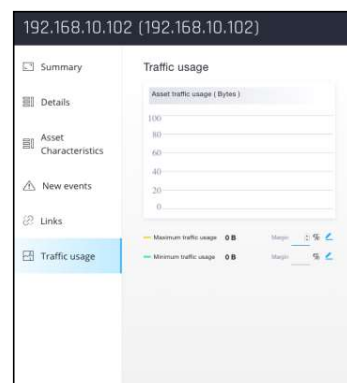 192.168.10.102 (192.168.10.102)
Summary
Details
Asset
Characteristics
New events
Links
Traffic usage
Traffic usage
Asset traffic usage ( Bytes )
100
80
60
40
20
0
Maximum traffic usage 0 B Margin %
Minimum traffic usage 0 B Margin %